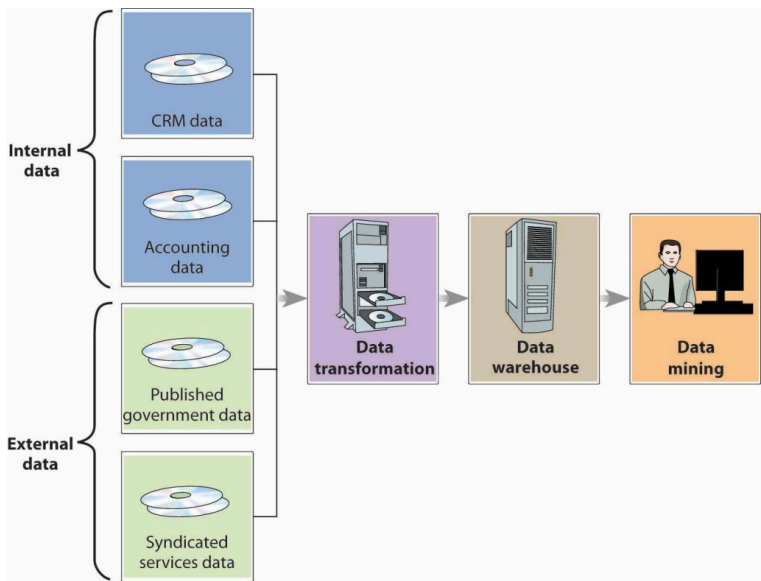 Internal
data
CRM data
Accounting
data
External
data
Published
government data
Syndicated
services data
Data
transformation
Data
warehouse
Data
mining